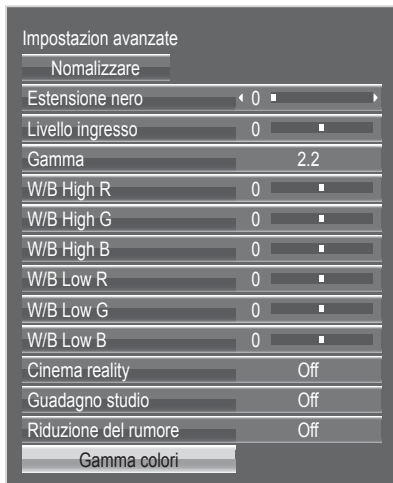 Impostazion avanzate
Nomalizzare
Estensione nero 0
Livello ingresso 0
Gamma 2.2
W/B High R 0
W/B High G 0
W/B High B 0
W/B Low R 0
W/B Low G 0
W/B Low B 0
Cinema reality Off
Guadagno studio Off
Riduzione del rumore Off
Gamma colori